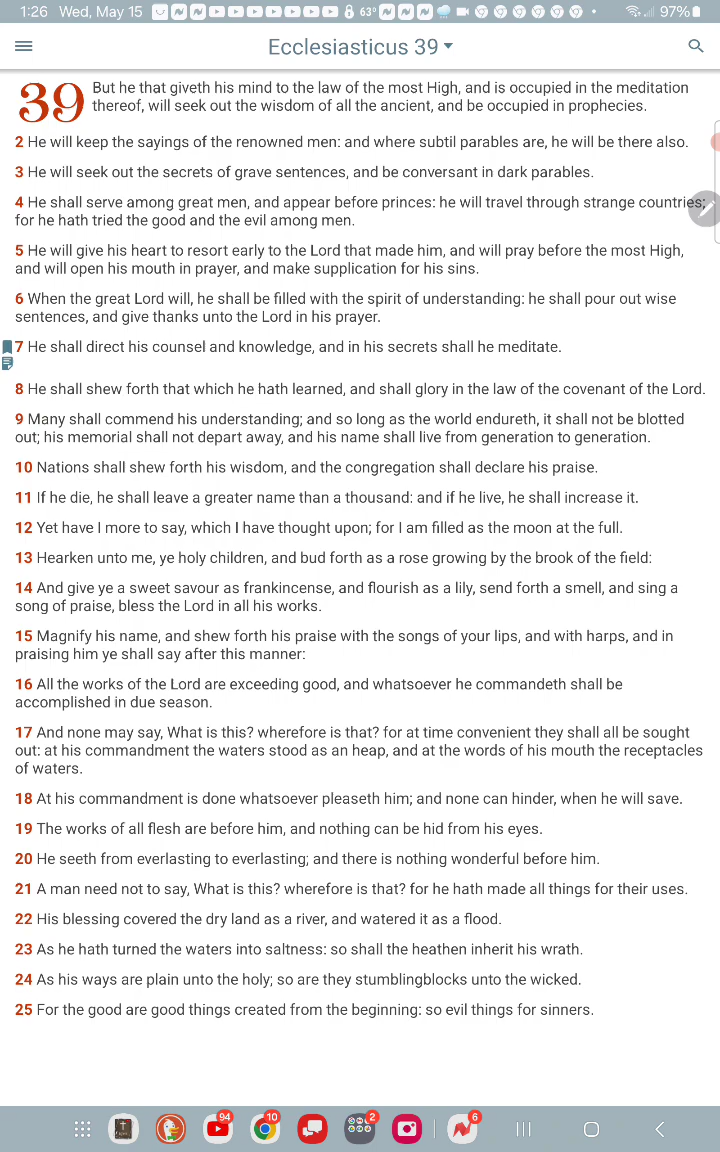 1:26 Wed, May 15 63° 97%
Ecclesiasticus 39
39 But he that giveth his mind to the law of the most High, and is occupied in the meditation
thereof, will seek out the wisdom of all the ancient, and be occupied in prophecies.
2 He will keep the sayings of the renowned men: and where subtil parables are, he will be there also.
3 He will seek out the secrets of grave sentences, and be conversant in dark parables.
4 He shall serve among great men, and appear before princes: he will travel through strange countries;
for he hath tried the good and the evil among men.
5 He will give his heart to resort early to the Lord that made him, and will pray before the most High,
and will open his mouth in prayer, and make supplication for his sins.
6 When the great Lord will, he shall be filled with the spirit of understanding: he shall pour out wise
sentences, and give thanks unto the Lord in his prayer.
7 He shall direct his counsel and knowledge, and in his secrets shall he meditate.
8 He shall shew forth that which he hath learned, and shall glory in the law of the covenant of the Lord.
9 Many shall commend his understanding; and so long as the world endureth, it shall not be blotted
out; his memorial shall not depart away, and his name shall live from generation to generation.
10 Nations shall shew forth his wisdom, and the congregation shall declare his praise.
11 If he die, he shall leave a greater name than a thousand: and if he live, he shall increase it.
12 Yet have I more to say, which I have thought upon; for I am filled as the moon at the full.
13 Hearken unto me, ye holy children, and bud forth as a rose growing by the brook of the field:
14 And give ye a sweet savour as frankincense, and flourish as a lily, send forth a smell, and sing a
song of praise, bless the Lord in all his works.
15 Magnify his name, and shew forth his praise with the songs of your lips, and with harps, and in
praising him ye shall say after this manner:
16 All the works of the Lord are exceeding good, and whatsoever he commandeth shall be
accomplished in due season.
17 And none may say, What is this? wherefore is that? for at time convenient they shall all be sought
out: at his commandment the waters stood as an heap, and at the words of his mouth the receptacles
of waters.
18 At his commandment is done whatsoever pleaseth him; and none can hinder, when he will save.
19 The works of all flesh are before him, and nothing can be hid from his eyes.
20 He seeth from everlasting to everlasting; and there is nothing wonderful before him.
21 A man need not to say, What is this? wherefore is that? for he hath made all things for their uses.
22 His blessing covered the dry land as a river, and watered it as a flood.
23 As he hath turned the waters into saltness: so shall the heathen inherit his wrath.
24 As his ways are plain unto the holy; so are they stumblingblocks unto the wicked.
25 For the good are good things created from the beginning: so evil things for sinners.
94 10 2 6